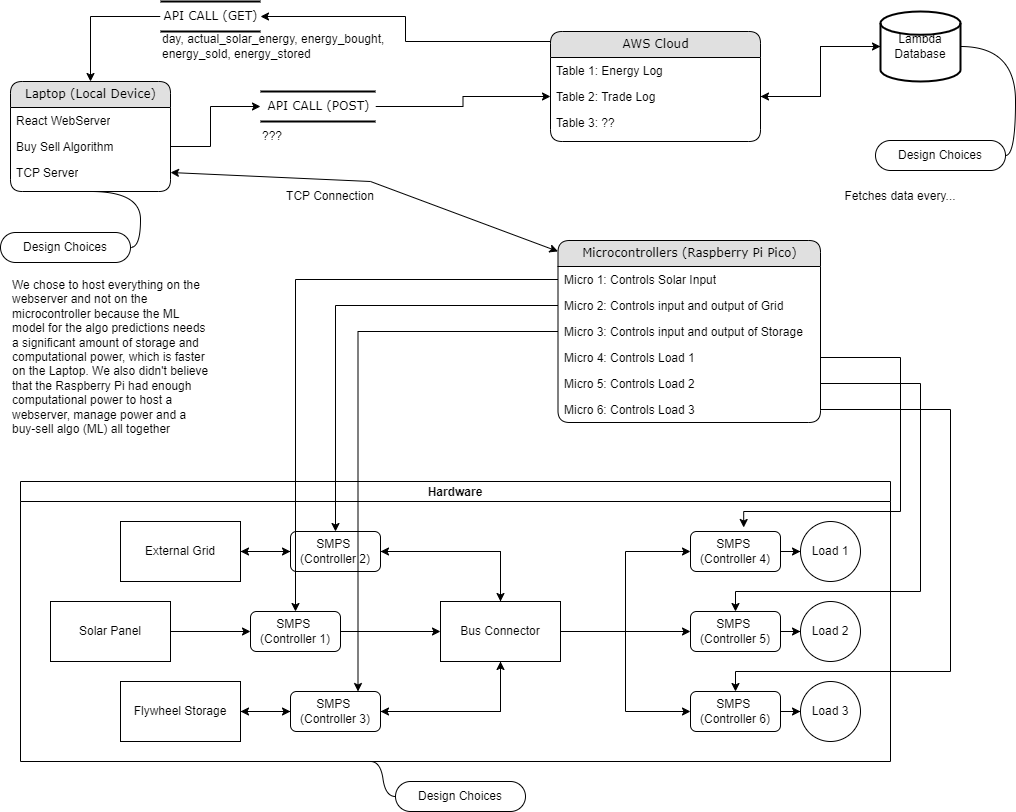 API CALL (GET)
day, actual_solar_energy, energy_bought,
energy_sold, energy_stored
AWS Cloud
Table 1: Energy Log
Table 2: Trade Log
Table 3: ??
Lambda
Database
Laptop (Local Device)
React WebServer
Buy Sell Algorithm
TCP Server
API CALL (POST)
???
Design Choices
Fetches data every...
TCP Connection
Design Choices
We chose to host everything on the
webserver and not on the
microcontroller because the ML
model for the algo predictions needs
a significant amount of storage and
computational power, which is faster
on the Laptop. We also didn't believe
that the Raspberry Pi had enough
computational power to host a
webserver, manage power and a
buy-sell algo (ML) all together
Microcontrollers (Raspberry Pi Pico)
Micro 1: Controls Solar Input
Micro 2: Controls input and output of Grid
Micro 3: Controls input and output of Storage
Micro 4: Controls Load 1
Micro 5: Controls Load 2
Micro 6: Controls Load 3
Hardware
External Grid
SMPS
(Controller 2)
SMPS
(Controller 4)
Load 1
Solar Panel
SMPS
(Controller 1)
Bus Connector
SMPS
(Controller 5)
Load 2
Flywheel Storage
SMPS
(Controller 3)
SMPS
(Controller 6)
Load 3
Design Choices